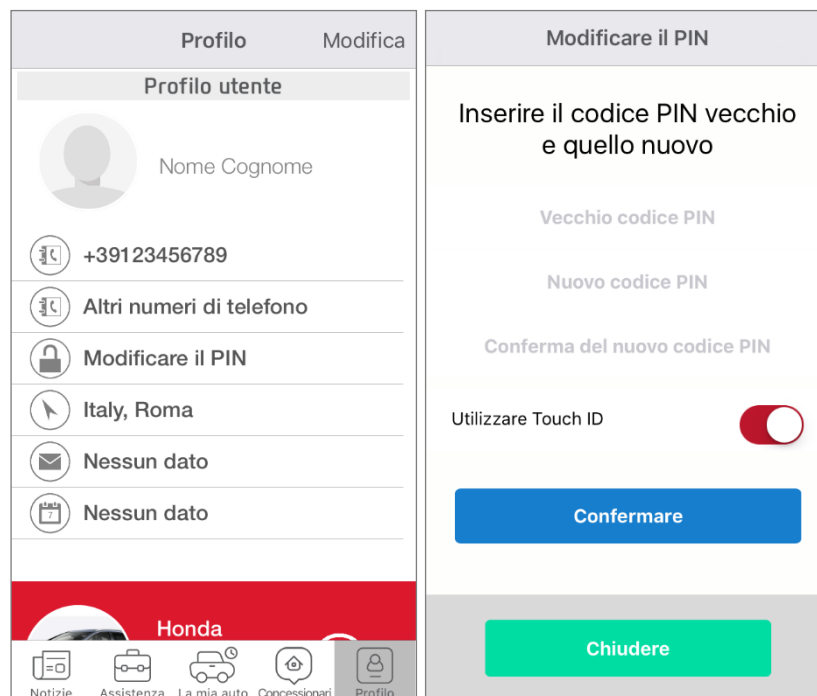 Profilo Modifica
Profilo utente
Nome Cognome
+39123456789
Altri numeri di telefono
Modificare il PIN
Italy, Roma
Nessun dato
7
Nessun dato
Honda
Notizie Assistenza La mia auto Concessionari Profilo
Modificare il PIN
Inserire il codice PIN vecchio
e quello nuovo
Vecchio codice PIN
Nuovo codice PIN
Conferma del nuovo codice PIN
Utilizzare Touch ID
Confermare
Chiudere